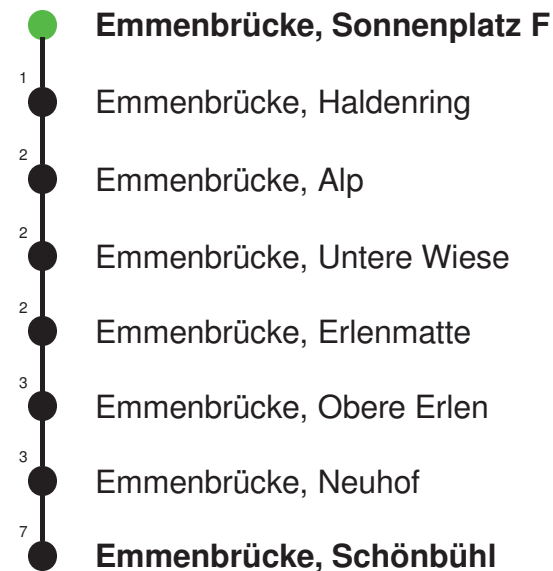 Emmenbrücke, Sonnenplatz F
1
Emmenbrücke, Haldenring
2
Emmenbrücke, Alp
2
Emmenbrücke, Untere Wiese
2
Emmenbrücke, Erlenmatte
3
Emmenbrücke, Obere Erlen
3
Emmenbrücke, Neuhof
7
Emmenbrücke, Schönbühl